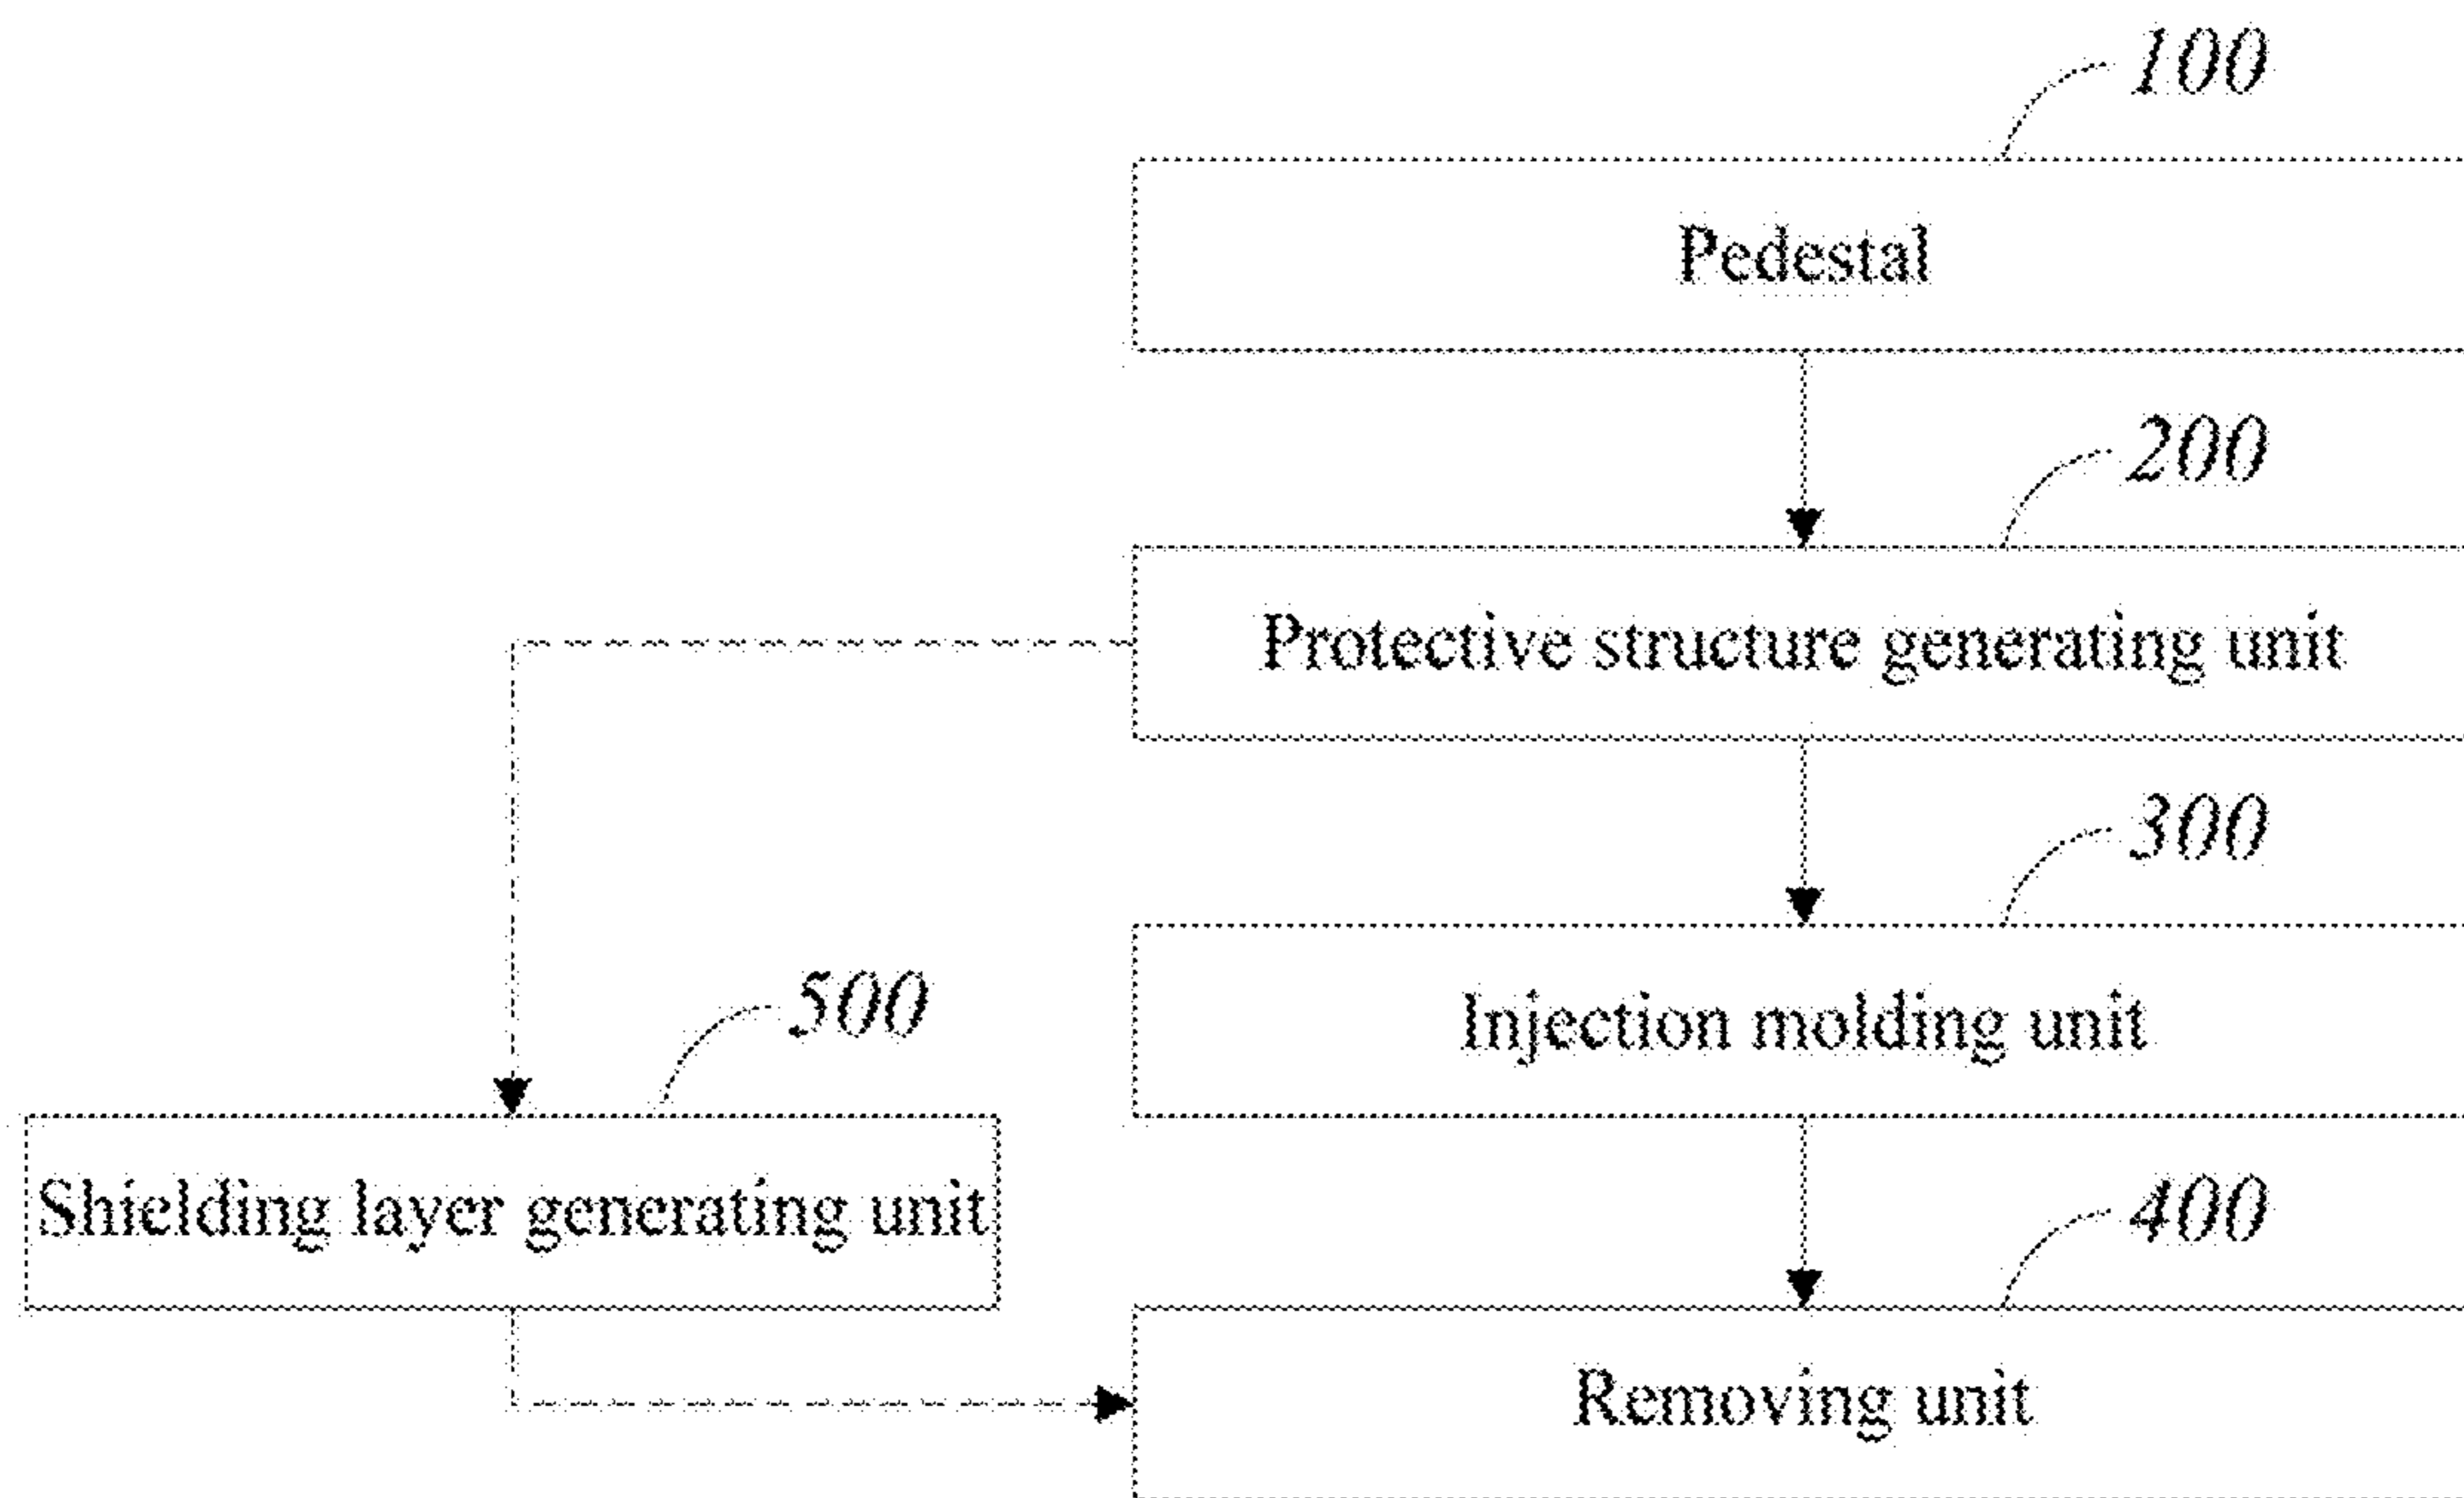 100
Pedestal
200
Protective structure generating unit
300
Injection molding unit
500
Shielding layer generating unit
400
Removing unit